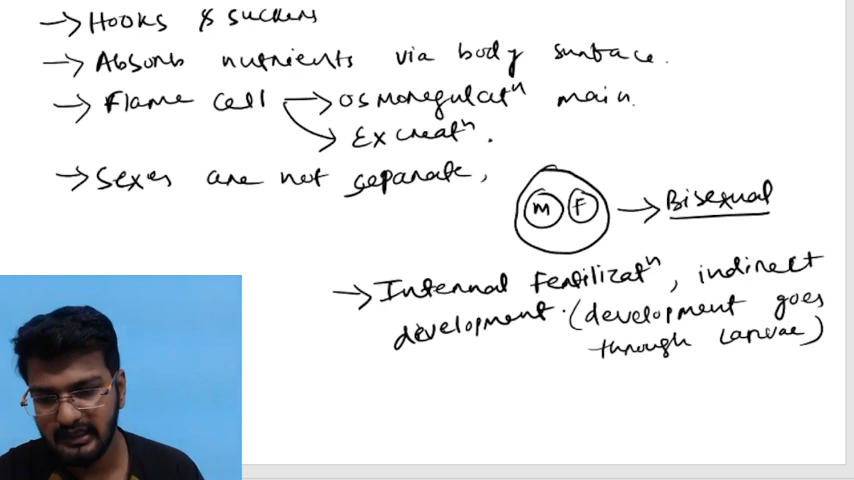 → Hooks & suckers
→ Absorb nutrients via body surface.
→ Flame cell → osmoregulatⁿ main.
→ Excreatⁿ.
→ Sexes are not separate,
M F → Bisexual
→ Internal fertilizatⁿ, indirect
development. (development goes
through larvae)